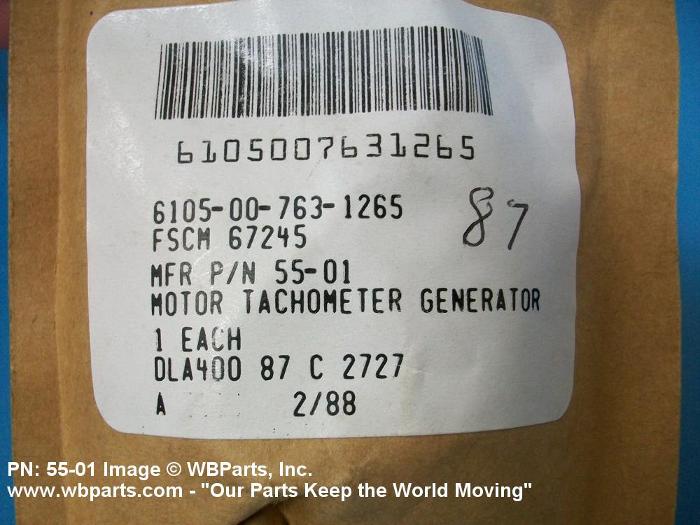 6105007631265
6105-00-763-1265
FSCM 67245
87
MFR P/N 55-01
MOTOR TACHOMETER GENERATOR
1 EACH
DLA400 87 C 2727
A 2/88
PN: 55-01 Image © WBParts, Inc.
www.wbparts.com - "Our Parts Keep the World Moving"